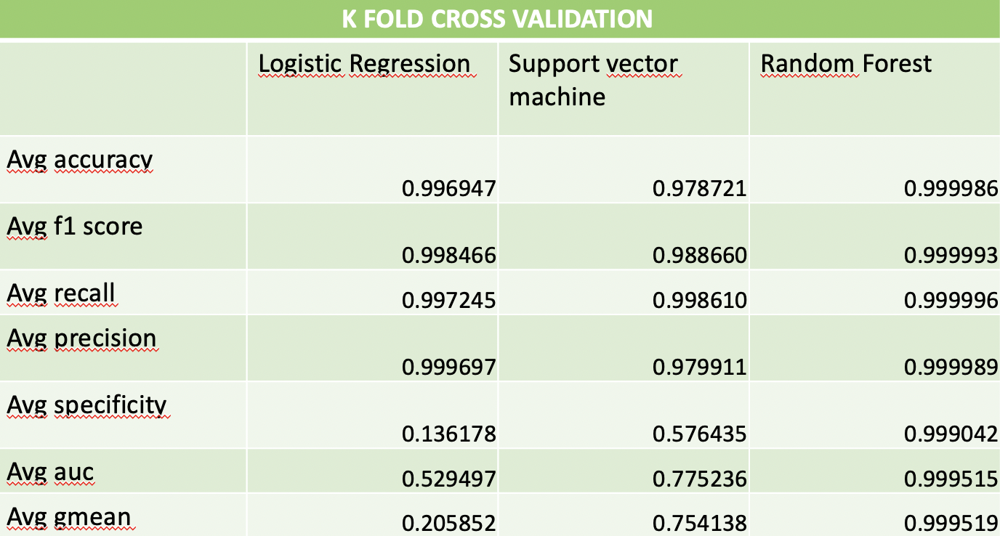 K FOLD CROSS VALIDATION
Logistic Regression Support vector machine Random Forest
Avg accuracy 0.996947 0.978721 0.999986
Avg f1 score 0.998466 0.988660 0.999993
Avg recall 0.997245 0.998610 0.999996
Avg precision 0.999697 0.979911 0.999989
Avg specificity 0.136178 0.576435 0.999042
Avg auc 0.529497 0.775236 0.999515
Avg gmean 0.205852 0.754138 0.999519